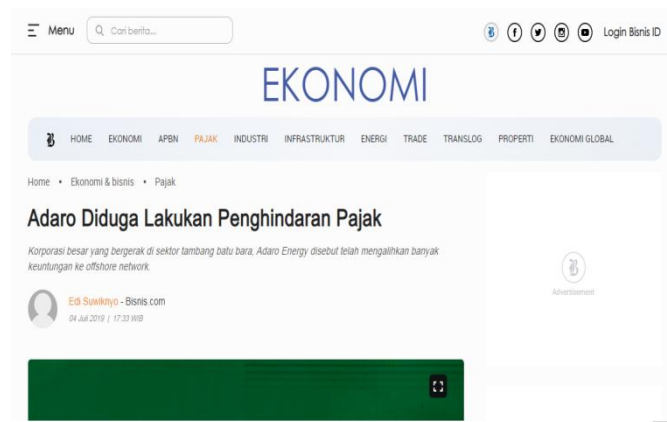 Menu
Cari berita...
Login Bisnis ID
EKONOMI
HOME EKONOMI APBN PAJAK INDUSTRI INFRASTRUKTUR ENERGI TRADE TRANSLOG PROPERTI EKONOMI GLOBAL
Home • Ekonomi & bisnis • Pajak
Adaro Diduga Lakukan Penghindaran Pajak
Korporasi besar yang bergerak di sektor tambang batu bara, Adaro Energy disebut telah mengalihkan banyak
keuntungan ke offshore network.
Edi Suwiknyo - Bisnis.com
04 Juli 2019 | 17:33 WIB
Advertisement